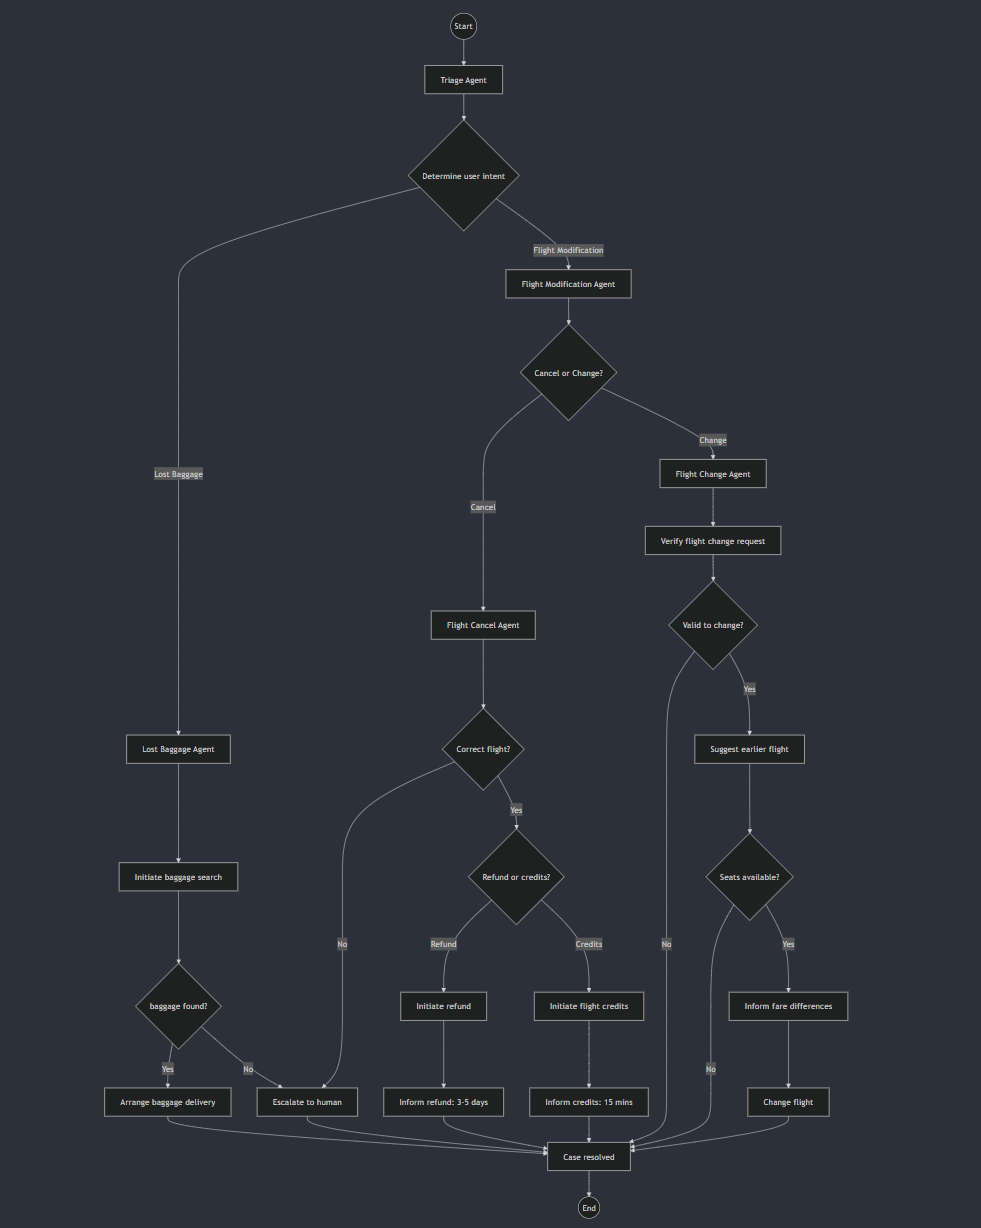 Start
Triage Agent
Determine user intent
Flight Modification
Flight Modification Agent
Cancel or Change?
Change
Lost Baggage
Flight Change Agent
Cancel
Verify flight change request
Flight Cancel Agent
Valid to change?
Yes
Lost Baggage Agent
Correct flight?
Suggest earlier flight
Yes
Initiate baggage search
Refund or credits?
Seats available?
No
Refund
Credits
No
Yes
baggage found?
Initiate refund
Initiate flight credits
Inform fare differences
Yes
No
No
Arrange baggage delivery
Escalate to human
Inform refund: 3-5 days
Inform credits: 15 mins
Change flight
Case resolved
End